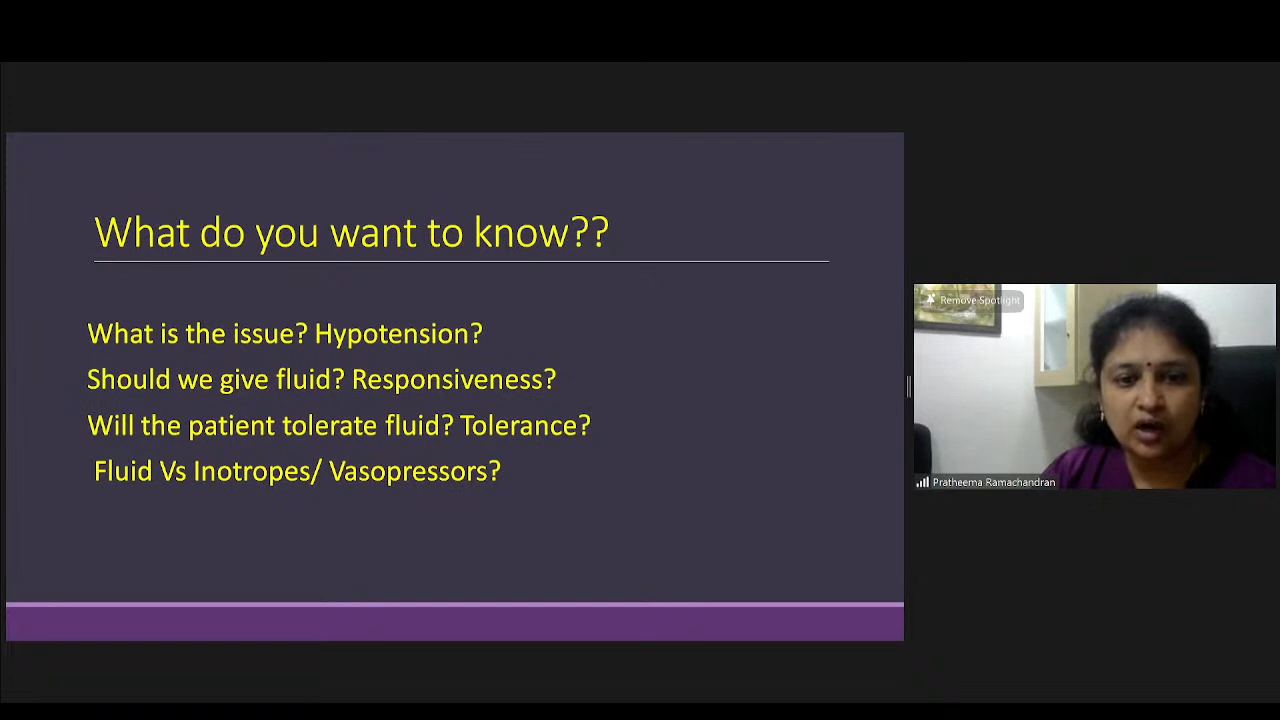 What do you want to know??
What is the issue? Hypotension?
Should we give fluid? Responsiveness?
Will the patient tolerate fluid? Tolerance?
Fluid Vs Inotropes/ Vasopressors?
Remove Spotlight
Pratheema Ramachandran